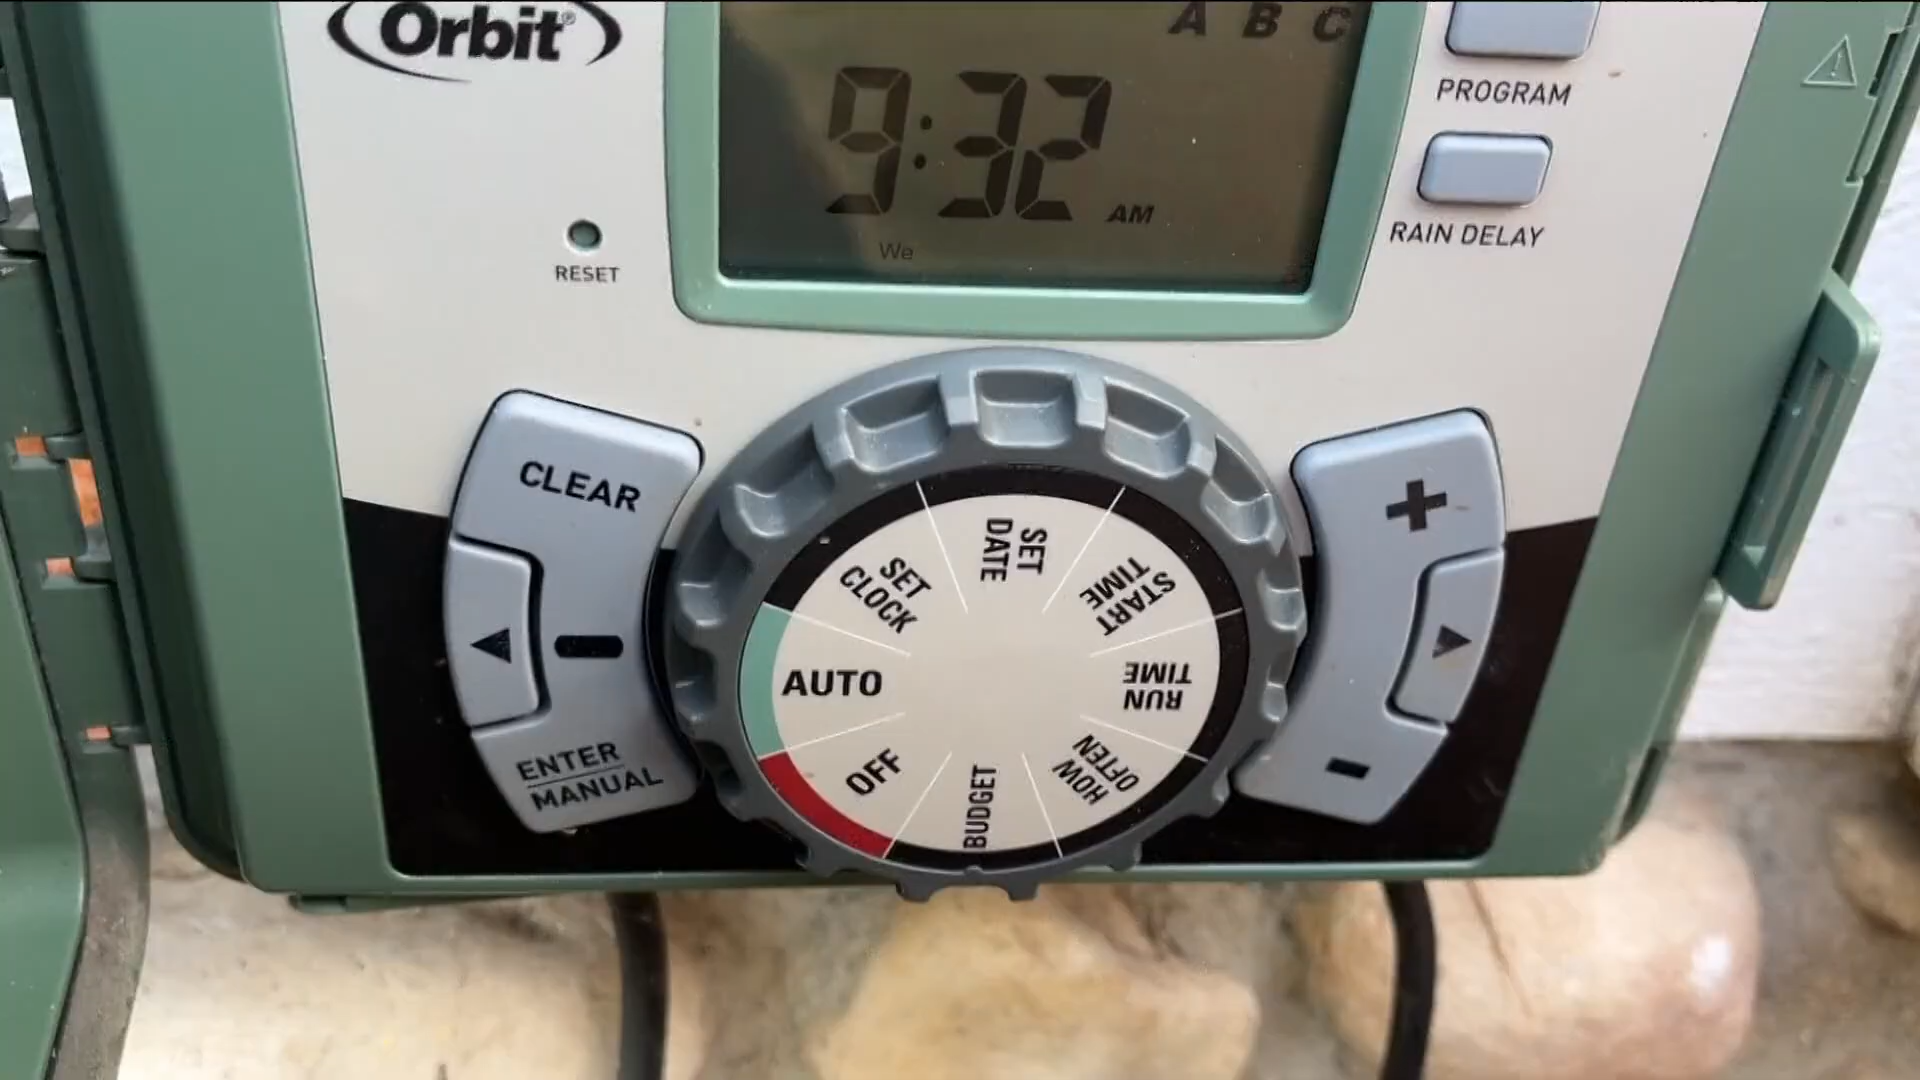 Orbit®
A B C
9:32 AM
We
PROGRAM
RAIN DELAY
RESET
CLEAR
ENTER
MANUAL
SET
DATE
SET
CLOCK
START
TIME
AUTO
RUN
TIME
OFF
BUDGET
HOW
OFTEN